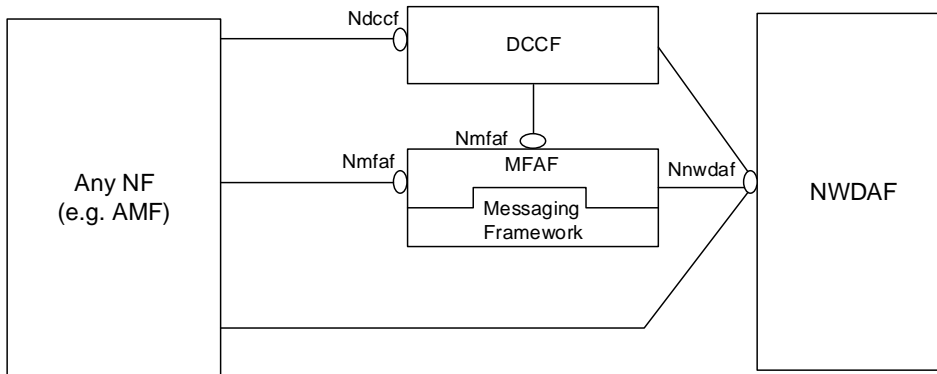 Ndccf
DCCF
Nmfaf
Nmfaf
MFAF
Nnwdaf
Any NF
(e.g. AMF)
NWDAF
Messaging
Framework